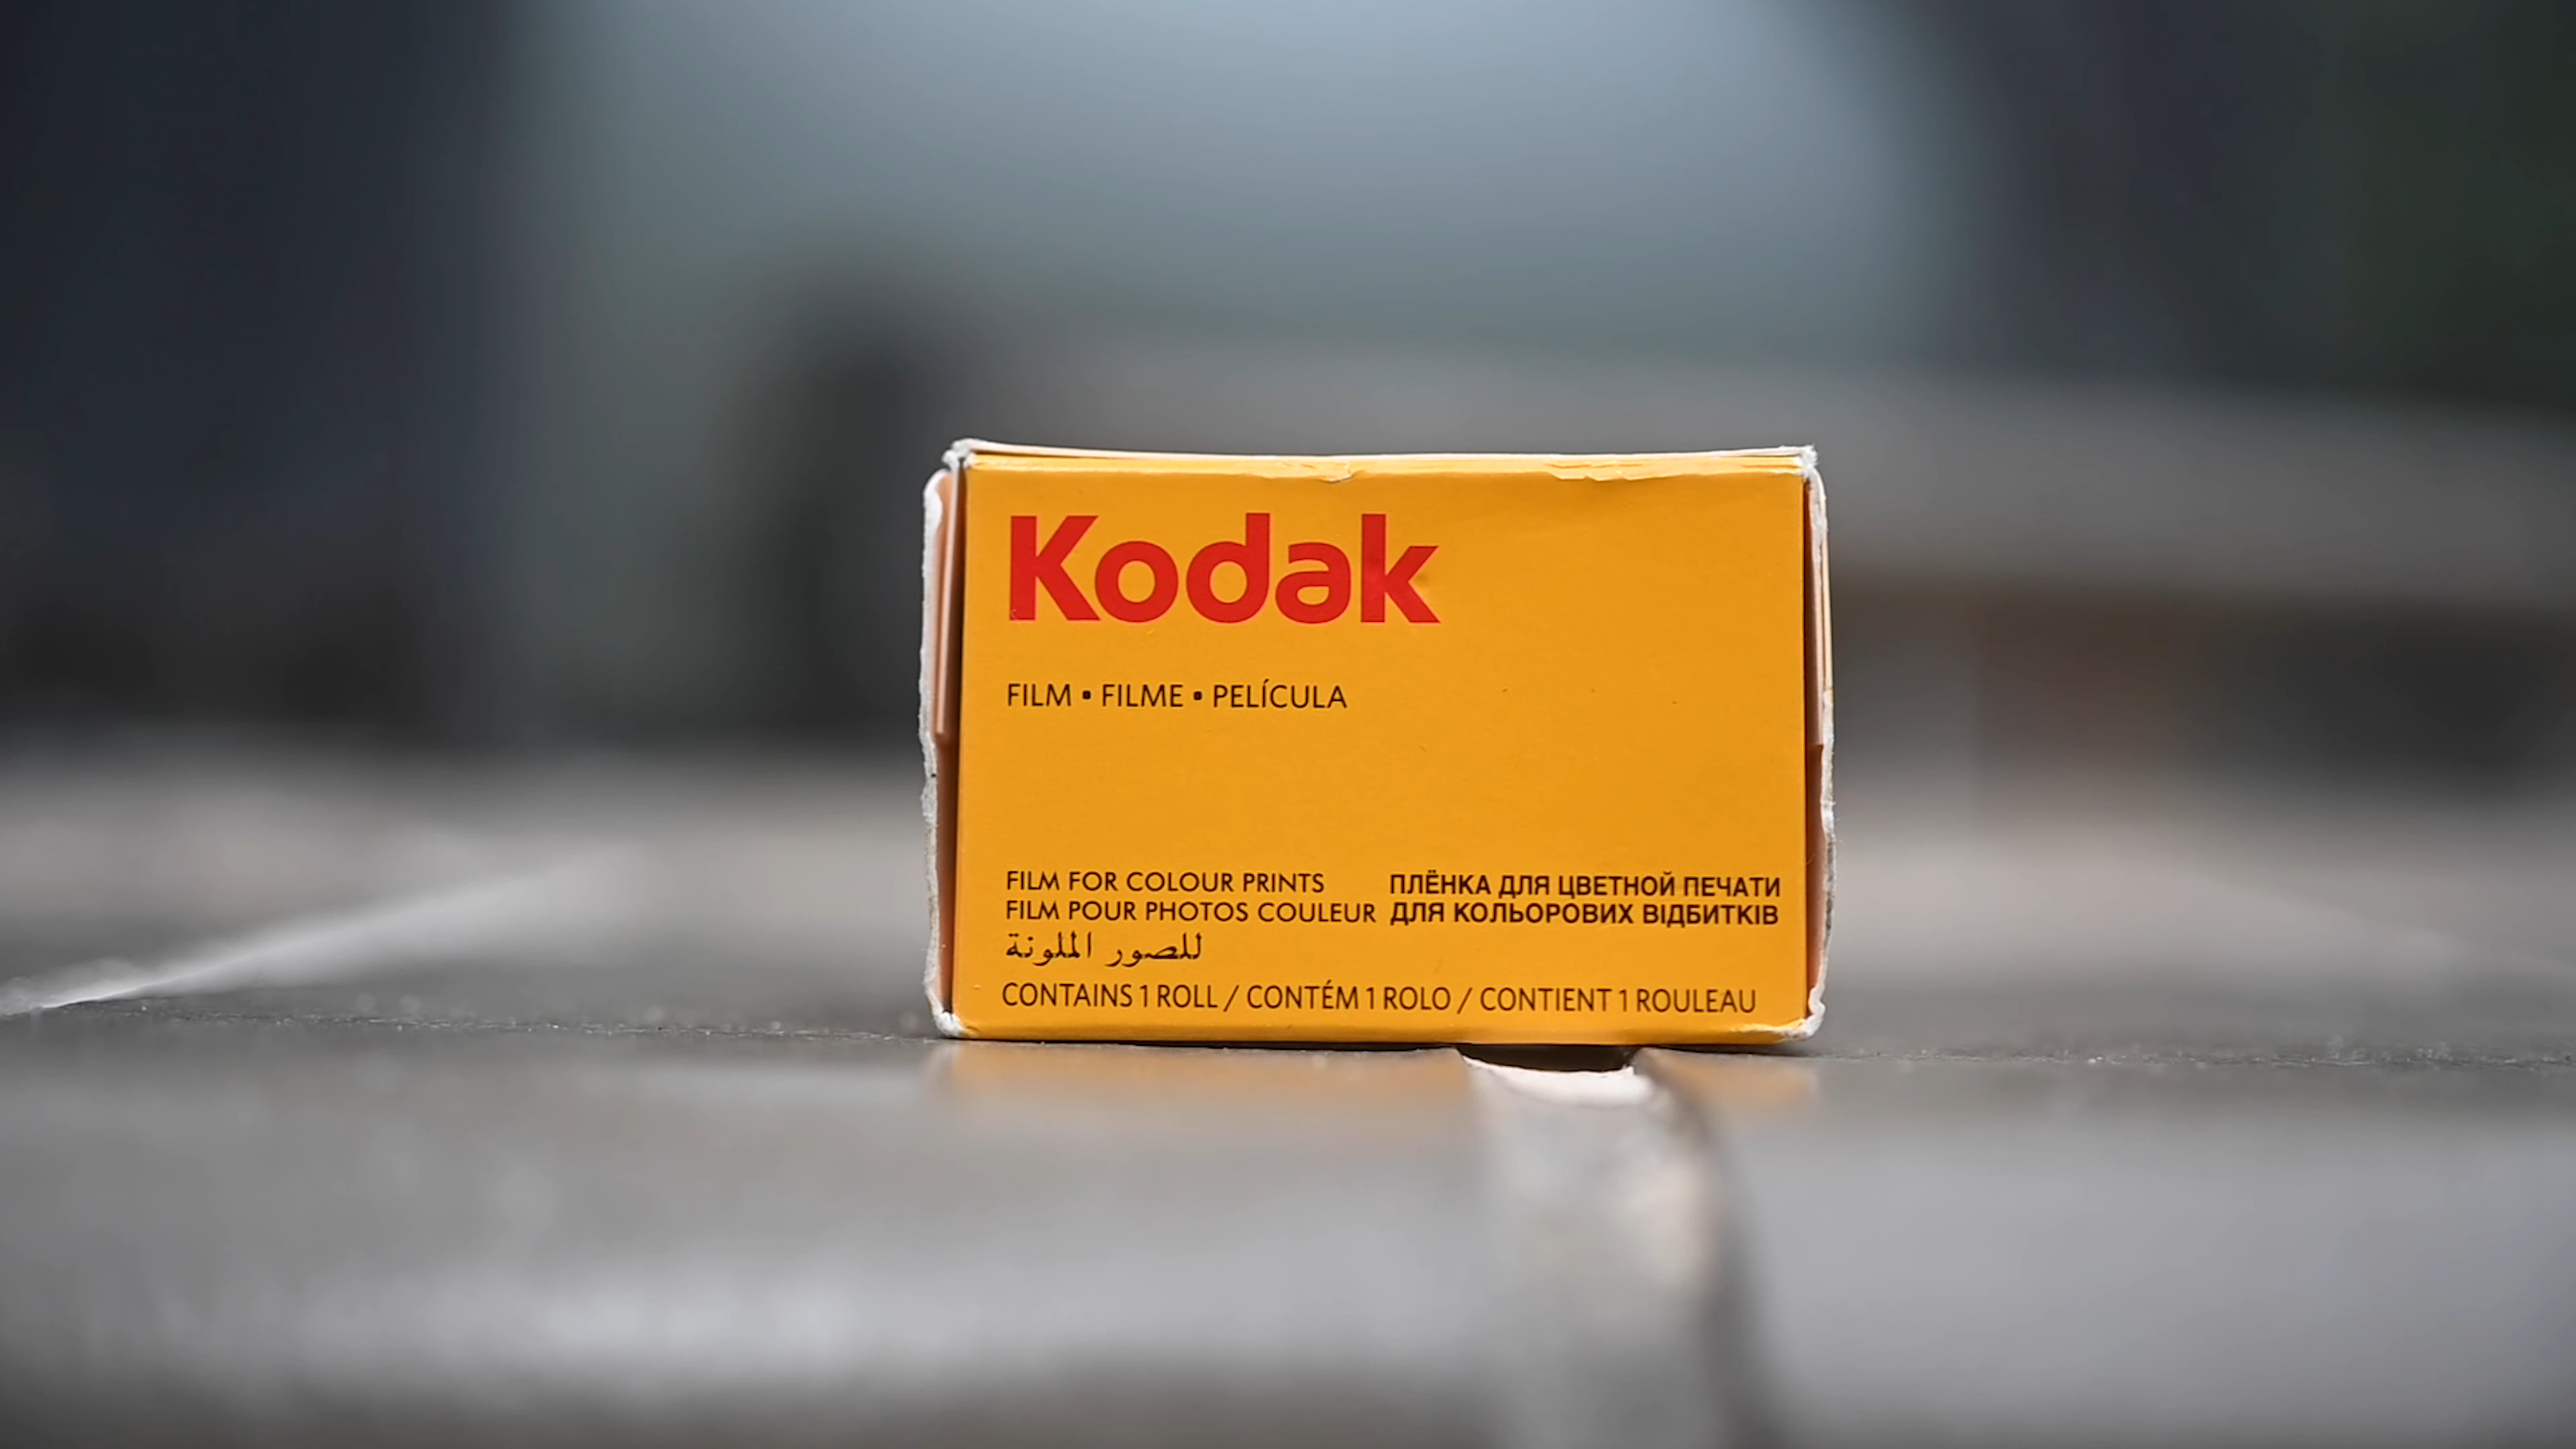 Kodak
FILM ▪ FILME ▪ PELÍCULA
FILM FOR COLOUR PRINTS
FILM POUR PHOTOS COULEUR
للصور الملونة
ПЛЁНКА ДЛЯ ЦВЕТНОЙ ПЕЧАТИ
ДЛЯ КОЛЬОРОВИХ ВІДБИТКІВ
CONTAINS 1 ROLL / CONTÉM 1 ROLO / CONTIENT 1 ROULEAU